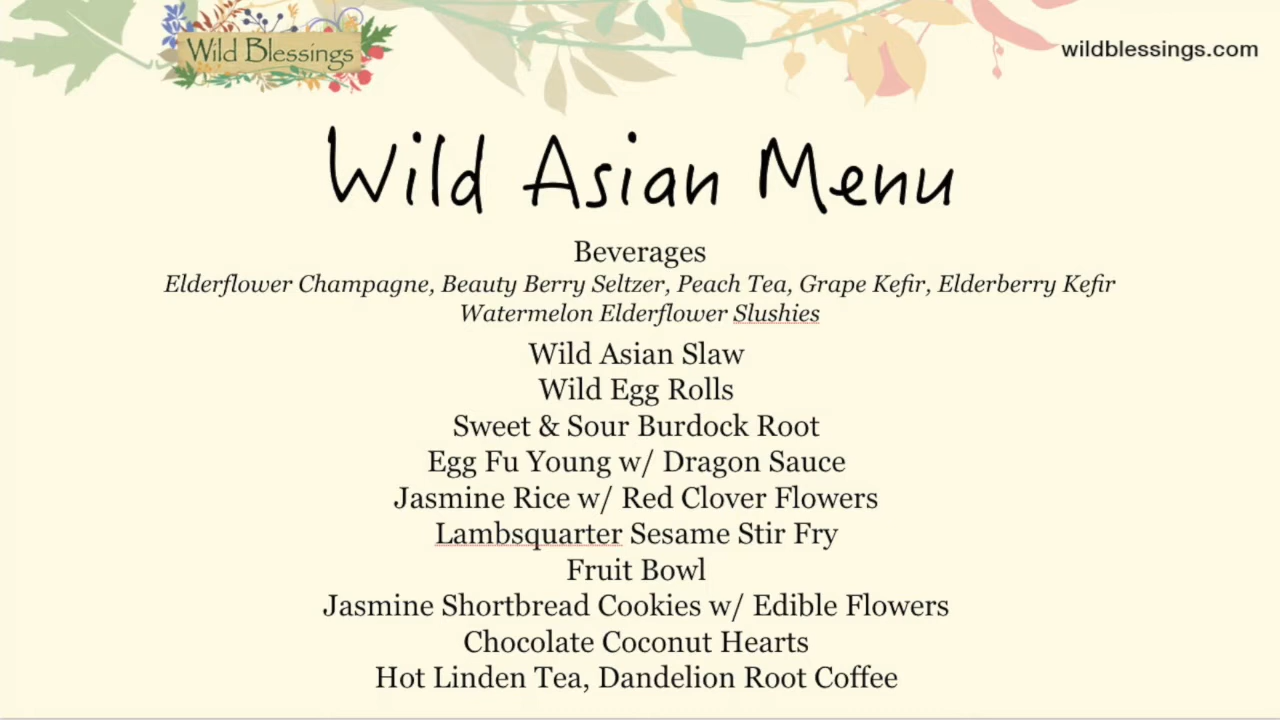 Wild Blessings
wildblessings.com
Wild Asian Menu
Beverages
Elderflower Champagne, Beauty Berry Seltzer, Peach Tea, Grape Kefir, Elderberry Kefir
Watermelon Elderflower Slushies
Wild Asian Slaw
Wild Egg Rolls
Sweet & Sour Burdock Root
Egg Fu Young w/ Dragon Sauce
Jasmine Rice w/ Red Clover Flowers
Lambsquarter Sesame Stir Fry
Fruit Bowl
Jasmine Shortbread Cookies w/ Edible Flowers
Chocolate Coconut Hearts
Hot Linden Tea, Dandelion Root Coffee